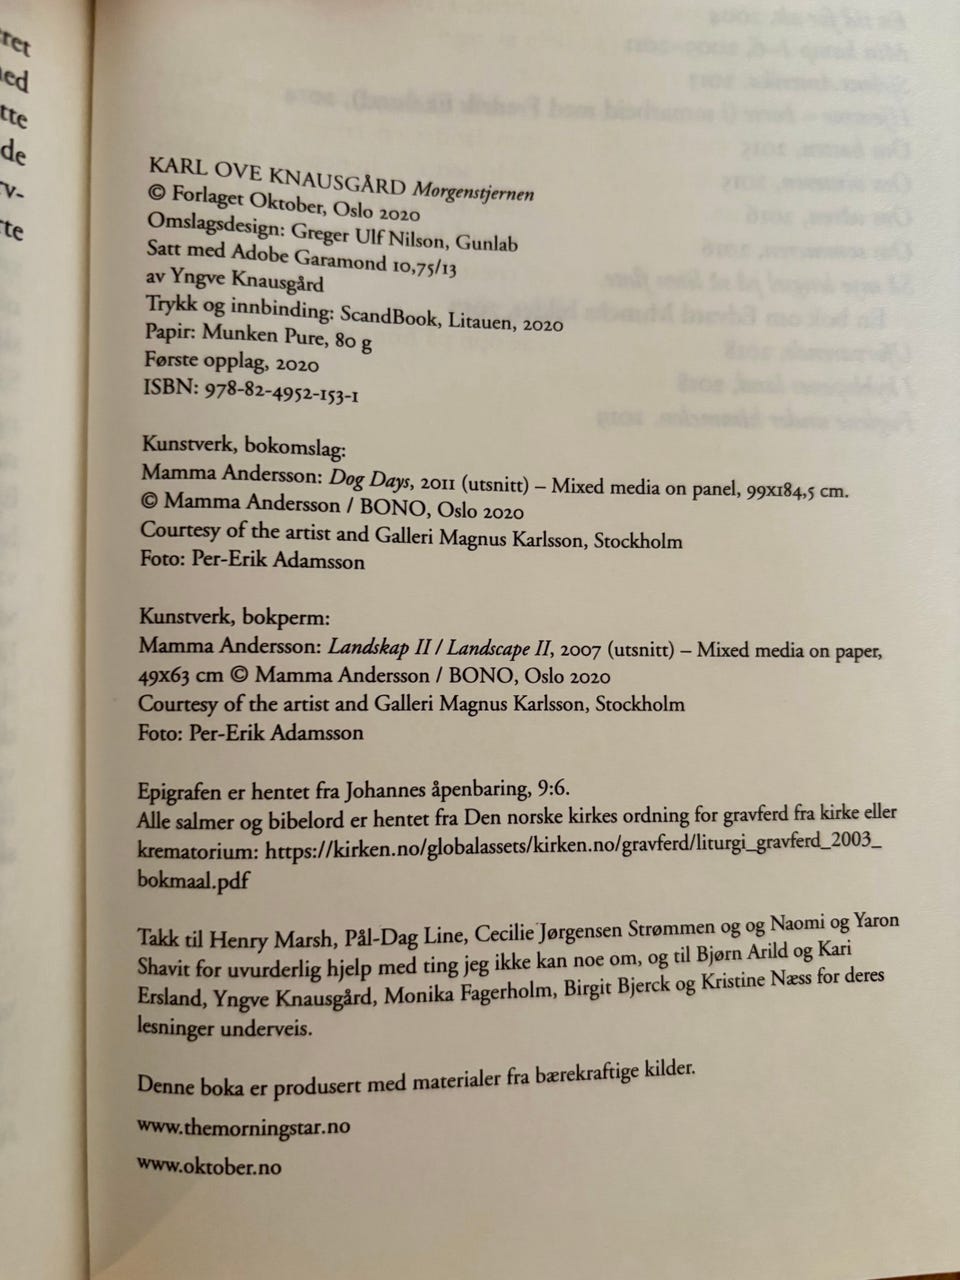 ret
ned
tte
de
v-
te
KARL OVE KNAUSGÅRD Morgenstjernen
© Forlaget Oktober, Oslo 2020
Omslagsdesign: Greger Ulf Nilson, Gunlab
Satt med Adobe Garamond 10,75/13
av Yngve Knausgård
Trykk og innbinding: ScandBook, Litauen, 2020
Papir: Munken Pure, 80 g
Første opplag, 2020
ISBN: 978-82-4952-153-1
Kunstverk, bokomslag:
Mamma Andersson: Dog Days, 2011 (utsnitt) – Mixed media on panel, 99x184,5 cm.
© Mamma Andersson / BONO, Oslo 2020
Courtesy of the artist and Galleri Magnus Karlsson, Stockholm
Foto: Per-Erik Adamsson
Kunstverk, bokperm:
Mamma Andersson: Landskap II / Landscape II, 2007 (utsnitt) – Mixed media on paper,
49x63 cm © Mamma Andersson / BONO, Oslo 2020
Courtesy of the artist and Galleri Magnus Karlsson, Stockholm
Foto: Per-Erik Adamsson
Epigrafen er hentet fra Johannes åpenbaring, 9:6.
Alle salmer og bibelord er hentet fra Den norske kirkes ordning for gravferd fra kirke eller
krematorium: https://kirken.no/globalassets/kirken.no/gravferd/liturgi_gravferd_2003_
bokmaal.pdf
Takk til Henry Marsh, Pål-Dag Line, Cecilie Jørgensen Strømmen og og Naomi og Yaron
Shavit for uvurderlig hjelp med ting jeg ikke kan noe om, og til Bjørn Arild og Kari
Ersland, Yngve Knausgård, Monika Fagerholm, Birgit Bjerck og Kristine Næss for deres
lesninger underveis.
Denne boka er produsert med materialer fra bærekraftige kilder.
www.themorningstar.no
www.oktober.no